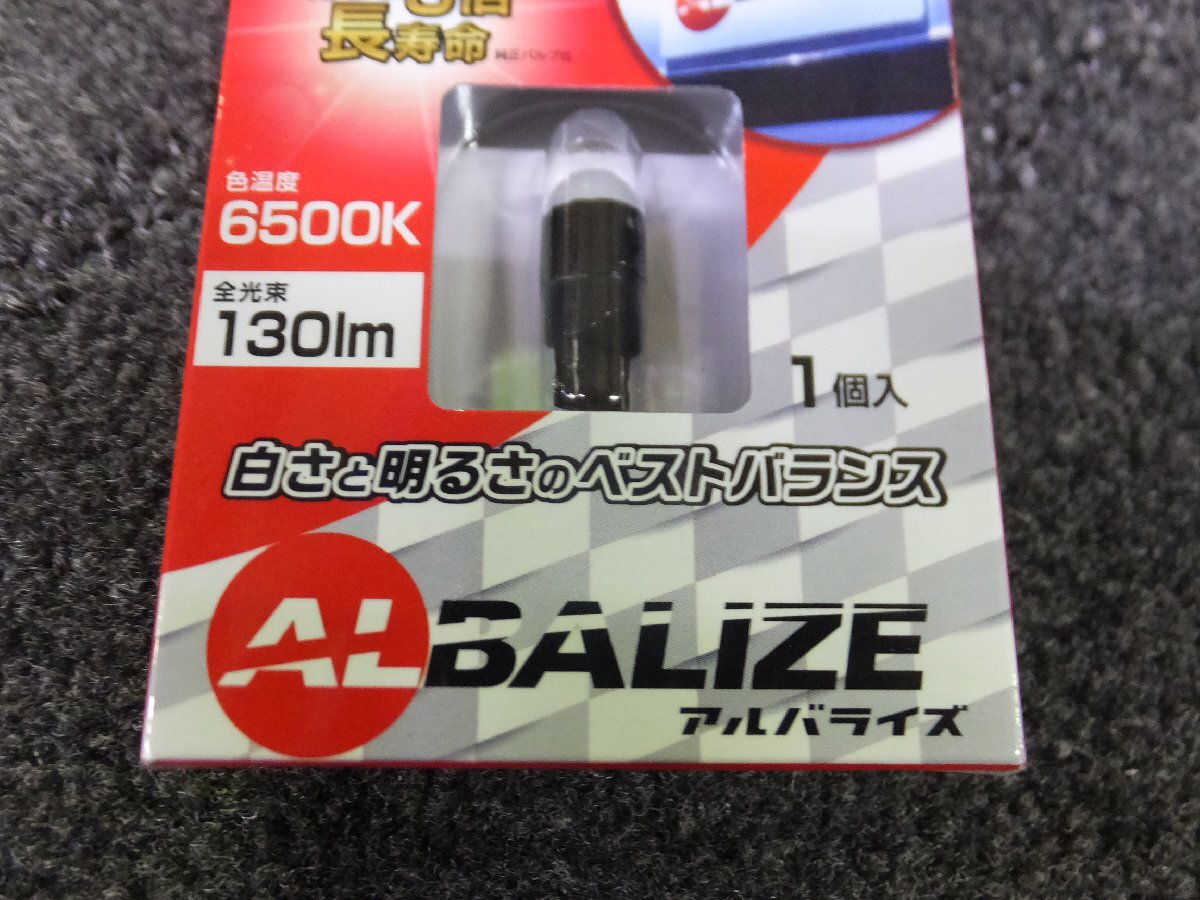 長寿命
色温度
6500K
全光束
130lm
1個入
白さと明るさのベストバランス
ALBALIZE
アルバライズ